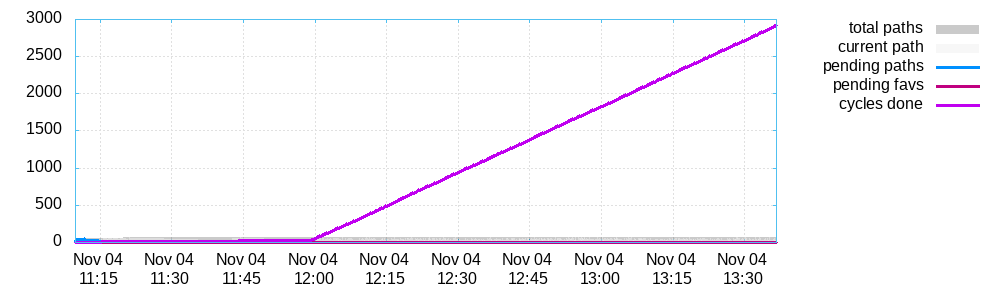 3000
2500
2000
1500
1000
500
0
Nov 04 Nov 04 Nov 04 Nov 04 Nov 04 Nov 04 Nov 04 Nov 04 Nov 04 Nov 04
11:15 11:30 11:45 12:00 12:15 12:30 12:45 13:00 13:15 13:30
total paths
current path
pending paths
pending favs
cycles done